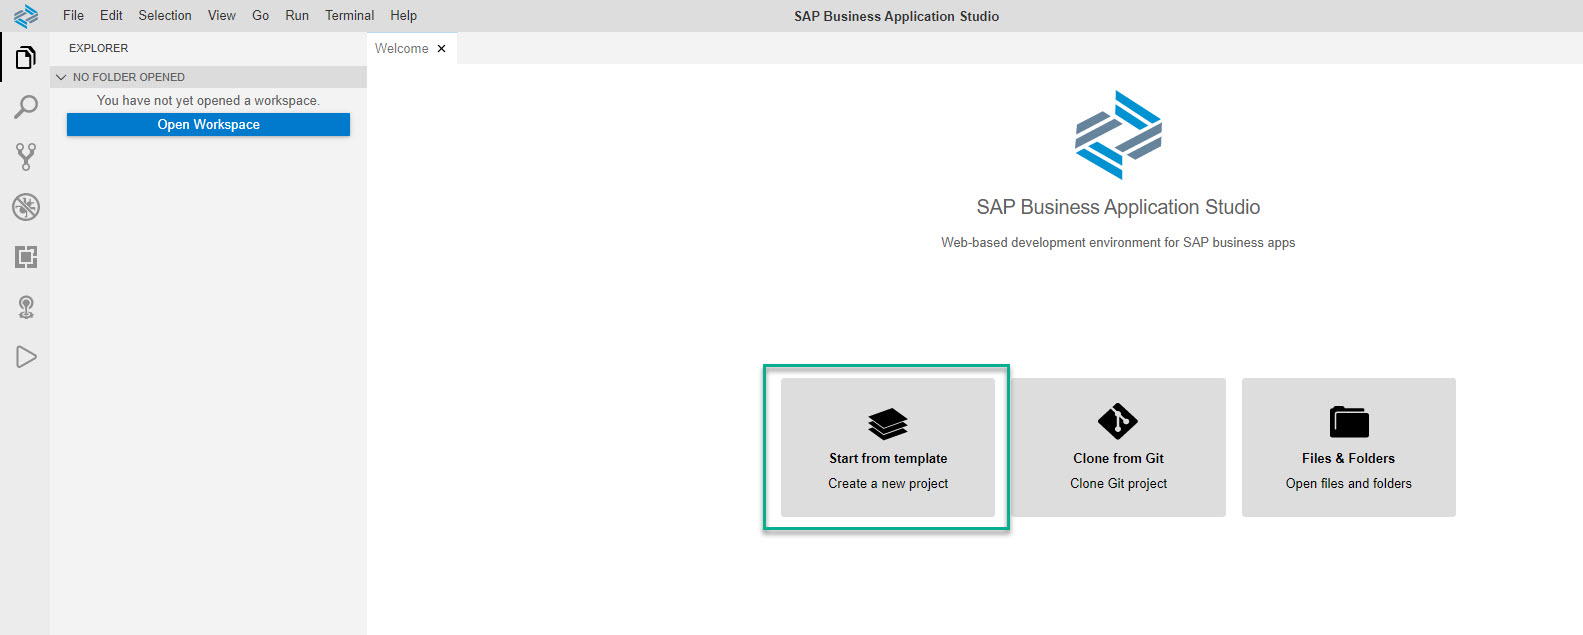 File Edit Selection View Go Run Terminal Help
SAP Business Application Studio
EXPLORER
NO FOLDER OPENED
You have not yet opened a workspace.
Open Workspace
Welcome
SAP Business Application Studio
Web-based development environment for SAP business apps
Start from template
Create a new project
Clone from Git
Clone Git project
Files & Folders
Open files and folders